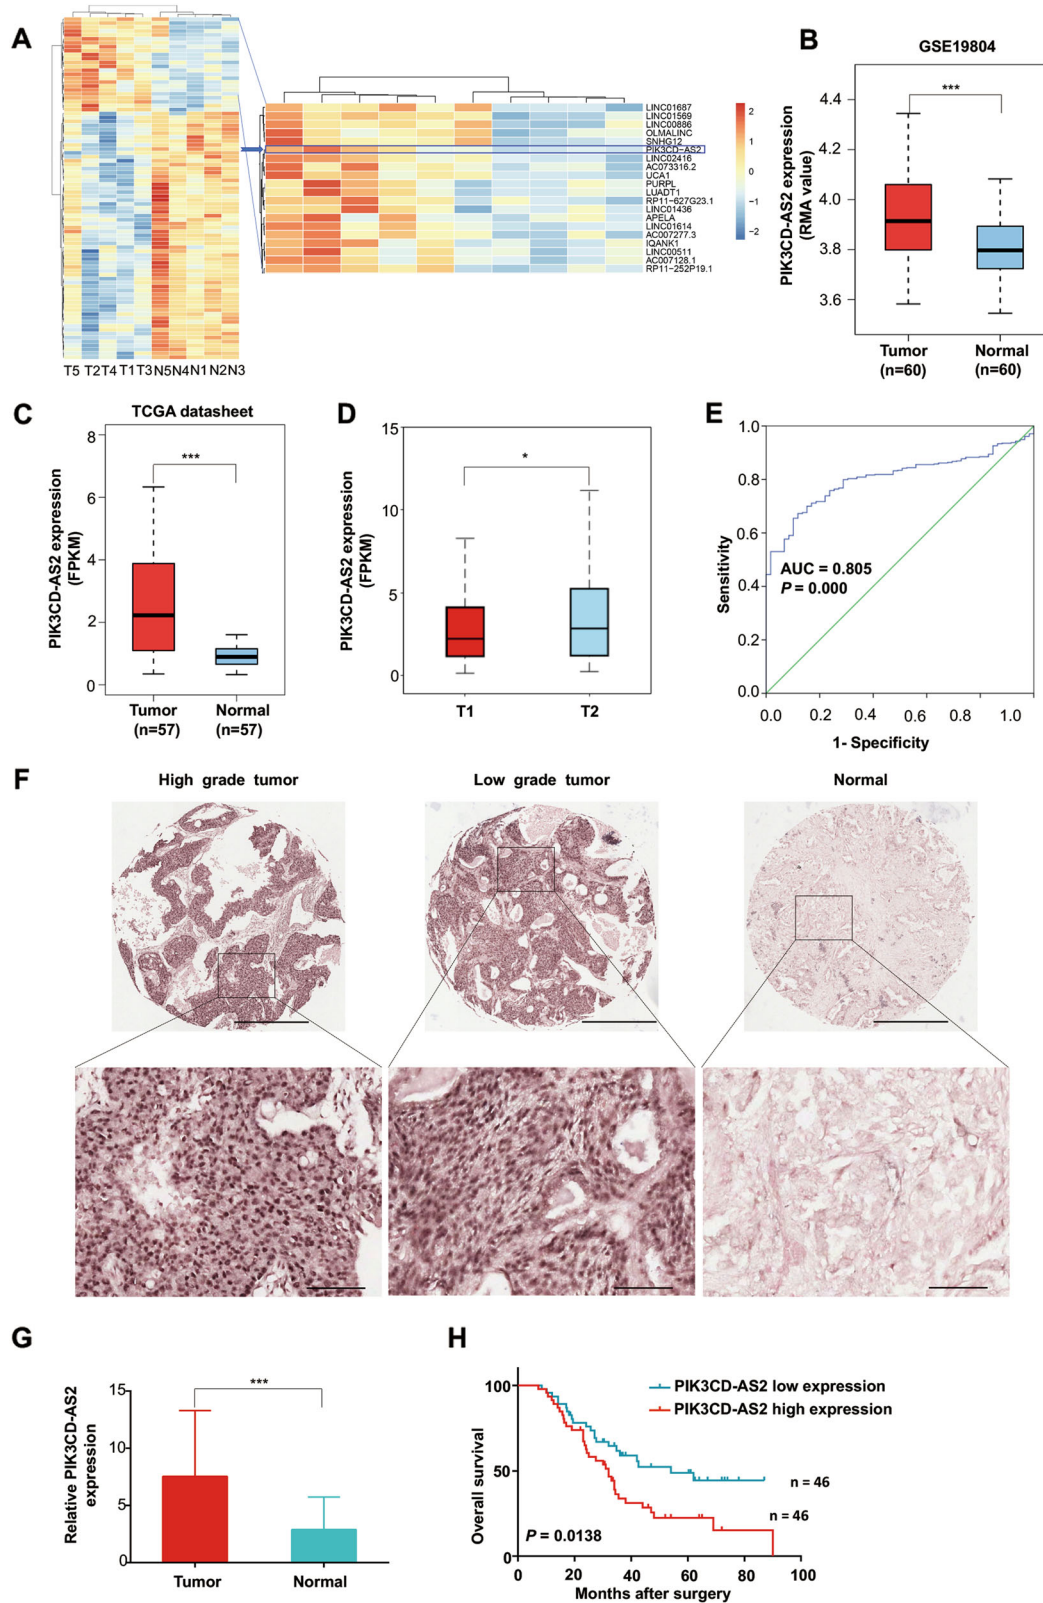 A
LINC01687
LINC01569
LINC00886
OLMALINC
SNHG12
PIK3CD-AS2
LINC02416
AC073316.2
UCA1
PURPL
LUADT1
RP11-627G23.1
LINC01436
APELA
LINC01614
AC007277.3
IQANK1
LINC00511
AC007128.1
RP11-252P19.1
2
1
0
−1
−2
T5 T2 T4 T1 T3 N5 N4 N1 N2 N3
B
GSE19804
PIK3CD-AS2 expression
(RMA value)
4.4
4.2
4.0
3.8
3.6
***
Tumor
(n=60)
Normal
(n=60)
C
TCGA datasheet
PIK3CD-AS2 expression
(FPKM)
8
6
4
2
0
***
Tumor
(n=57)
Normal
(n=57)
D
PIK3CD-AS2 expression
(FPKM)
15
10
5
0
*
T1
T2
E
Sensitivity
1.0
0.8
0.6
0.4
0.2
0.0
AUC = 0.805
P = 0.000
0.0 0.2 0.4 0.6 0.8 1.0
1- Specificity
F
High grade tumor
Low grade tumor
Normal
G
Relative PIK3CD-AS2
expression
15
10
5
0
***
Tumor
Normal
H
Overall survival
100
50
0
PIK3CD-AS2 low expression
PIK3CD-AS2 high expression
n = 46
n = 46
P = 0.0138
0 20 40 60 80 100
Months after surgery